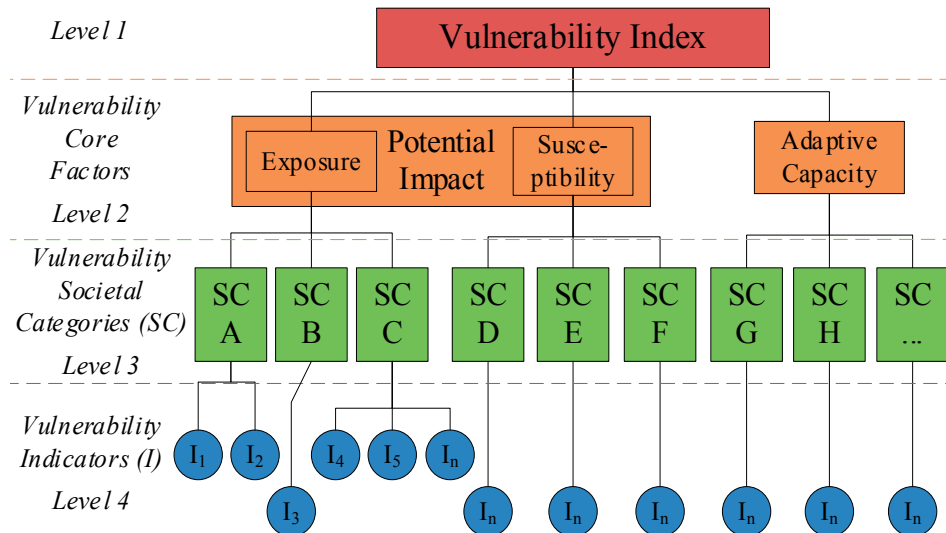 Level 1
Vulnerability Index
Vulnerability
Core
Factors
Level 2
Exposure
Potential
Impact
Susce-
ptibility
Adaptive
Capacity
Vulnerability
Societal
Categories (SC)
Level 3
SC
A
SC
B
SC
C
SC
D
SC
E
SC
F
SC
G
SC
H
SC
...
Vulnerability
Indicators (I)
Level 4
I1
I2
I4
I5
In
I3
In
In
In
In
In
In